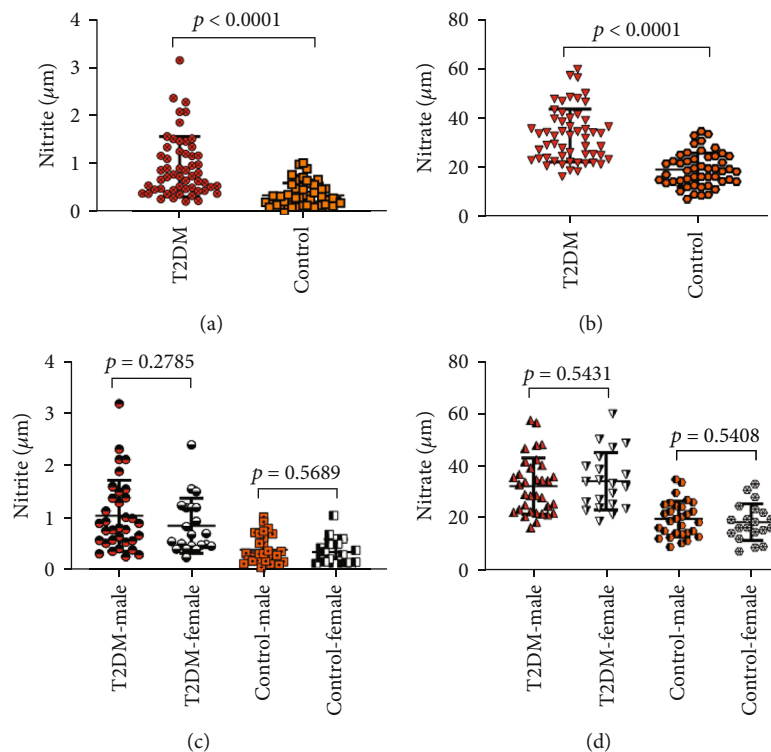 p < 0.0001
Nitrite (μm)
4
3
2
1
0
T2DM
Control
(a)
p < 0.0001
Nitrate (μm)
80
60
40
20
0
T2DM
Control
(b)
p = 0.2785
p = 0.5689
Nitrite (μm)
4
3
2
1
0
T2DM-male
T2DM-female
Control-male
Control-female
(c)
p = 0.5431
p = 0.5408
Nitrate (μm)
80
60
40
20
0
T2DM-male
T2DM-female
Control-male
Control-female
(d)